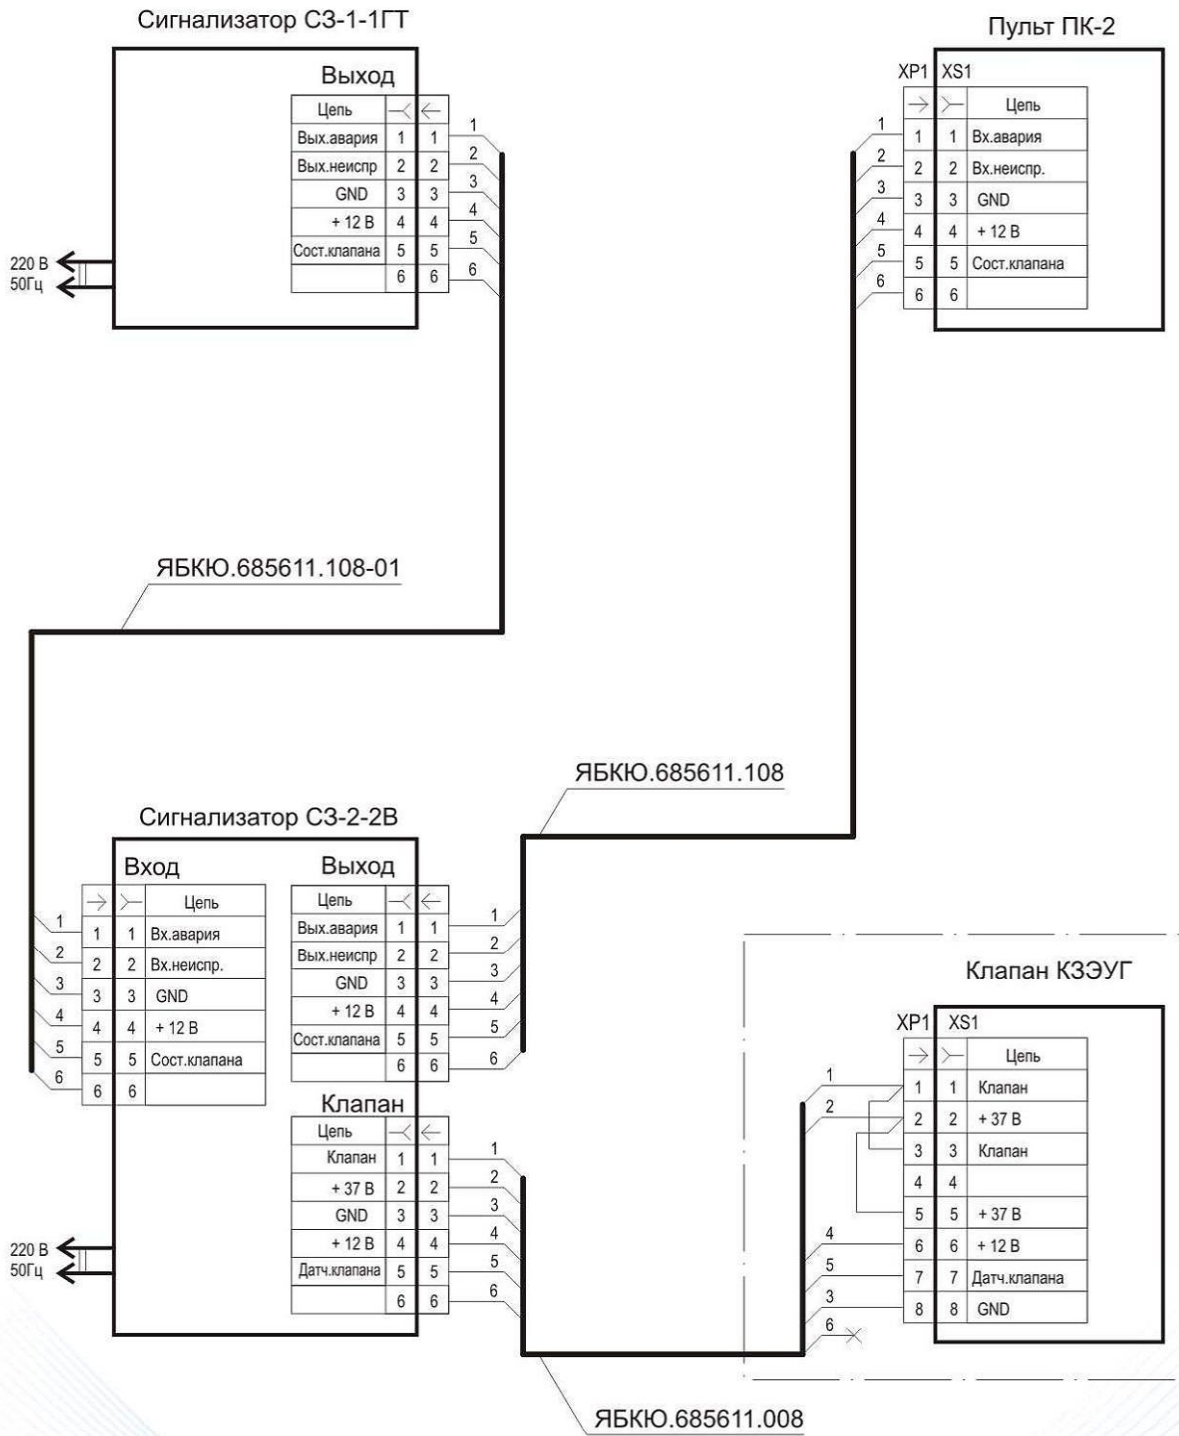 Сигнализатор СЗ-1-1ГТ
Выход
Цепь
Вых.авария 1 1 1
Вых.неиспр 2 2 2
GND 3 3 3
+ 12 В 4 4 4
Сост.клапана 5 5 5
6 6 6
220 В
50Гц
Пульт ПК-2
XP1 XS1
Цепь
1 1 1 Вх.авария
2 2 2 Вх.неиспр.
3 3 3 GND
4 4 4 + 12 В
5 5 5 Сост.клапана
6 6 6
ЯБКЮ.685611.108-01
ЯБКЮ.685611.108
Сигнализатор СЗ-2-2В
Вход
Цепь
1 1 1 Вх.авария
2 2 2 Вх.неиспр.
3 3 3 GND
4 4 4 + 12 В
5 5 5 Сост.клапана
6 6 6
Выход
Цепь
Вых.авария 1 1 1
Вых.неиспр 2 2 2
GND 3 3 3
+ 12 В 4 4 4
Сост.клапана 5 5 5
6 6 6
Клапан
Цепь
Клапан 1 1 1
+ 37 В 2 2 2
GND 3 3 3
+ 12 В 4 4 4
Датч.клапана 5 5 5
6 6 6
220 В
50Гц
Клапан КЗЭУГ
XP1 XS1
Цепь
1 1 1 Клапан
2 2 2 + 37 В
3 3 Клапан
4 4
5 5 + 37 В
4 6 6 + 12 В
5 7 7 Датч.клапана
3 8 8 GND
6
ЯБКЮ.685611.008